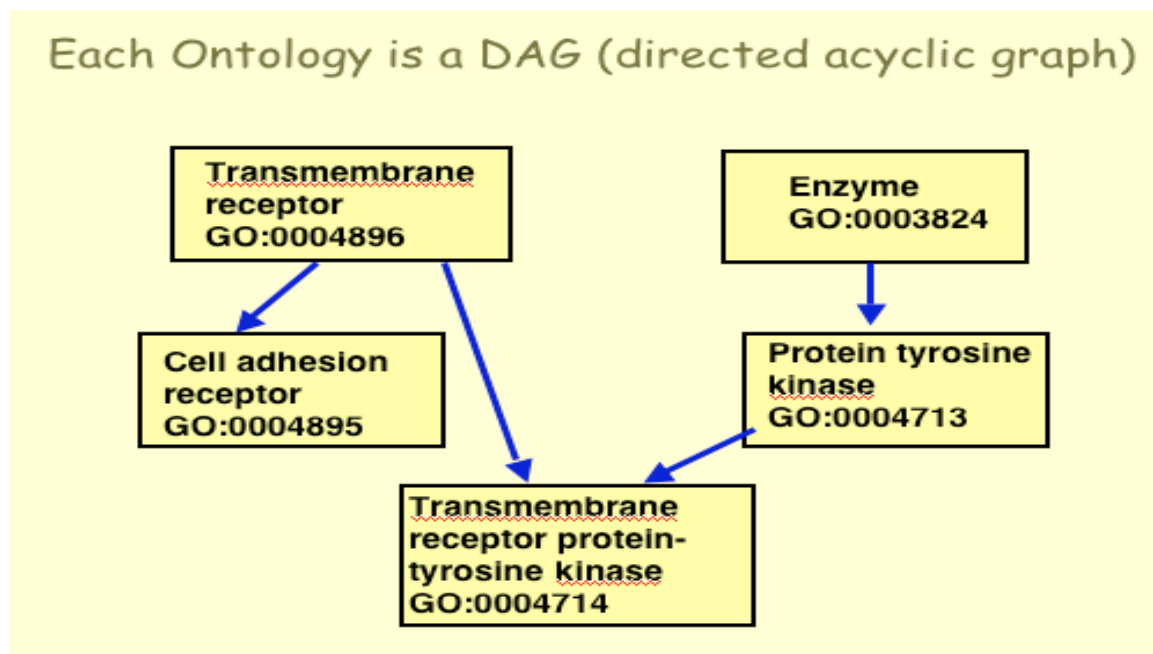 Each Ontology is a DAG (directed acyclic graph)
Transmembrane
receptor
GO:0004896
Enzyme
GO:0003824
Cell adhesion
receptor
GO:0004895
Protein tyrosine
kinase
GO:0004713
Transmembrane
receptor protein-
tyrosine kinase
GO:0004714